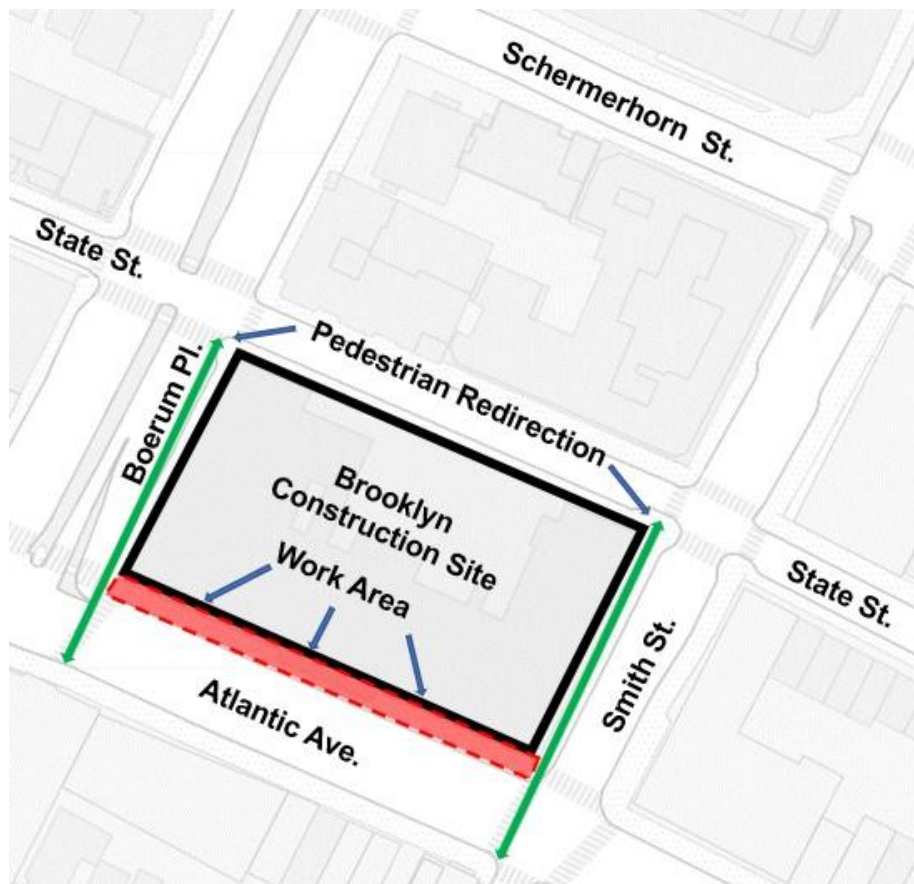 Schermerhorn St.
State St.
Pedestrian Redirection
Boerum Pl.
Brooklyn
Construction Site
Work Area
State St.
Smith St.
Atlantic Ave.